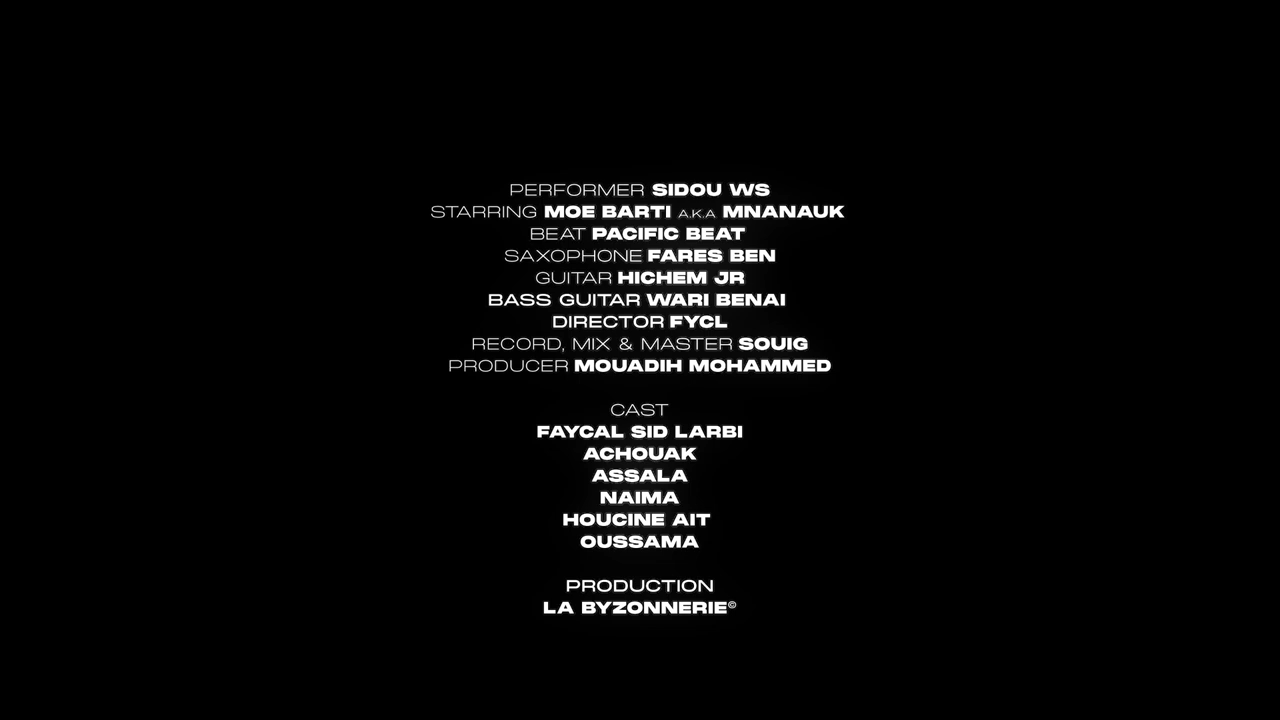 PERFORMER SIDOU WS
STARRING MOE BARTI A.K.A MNANAUK
BEAT PACIFIC BEAT
SAXOPHONE FARES BEN
GUITAR HICHEM JR
BASS GUITAR WARI BENAI
DIRECTOR FYCL
RECORD, MIX & MASTER SOUIG
PRODUCER MOUADIH MOHAMMED
CAST
FAYCAL SID LARBI
ACHOUAK
ASSALA
NAIMA
HOUCINE AIT
OUSSAMA
PRODUCTION
LA BYZONNERIE©